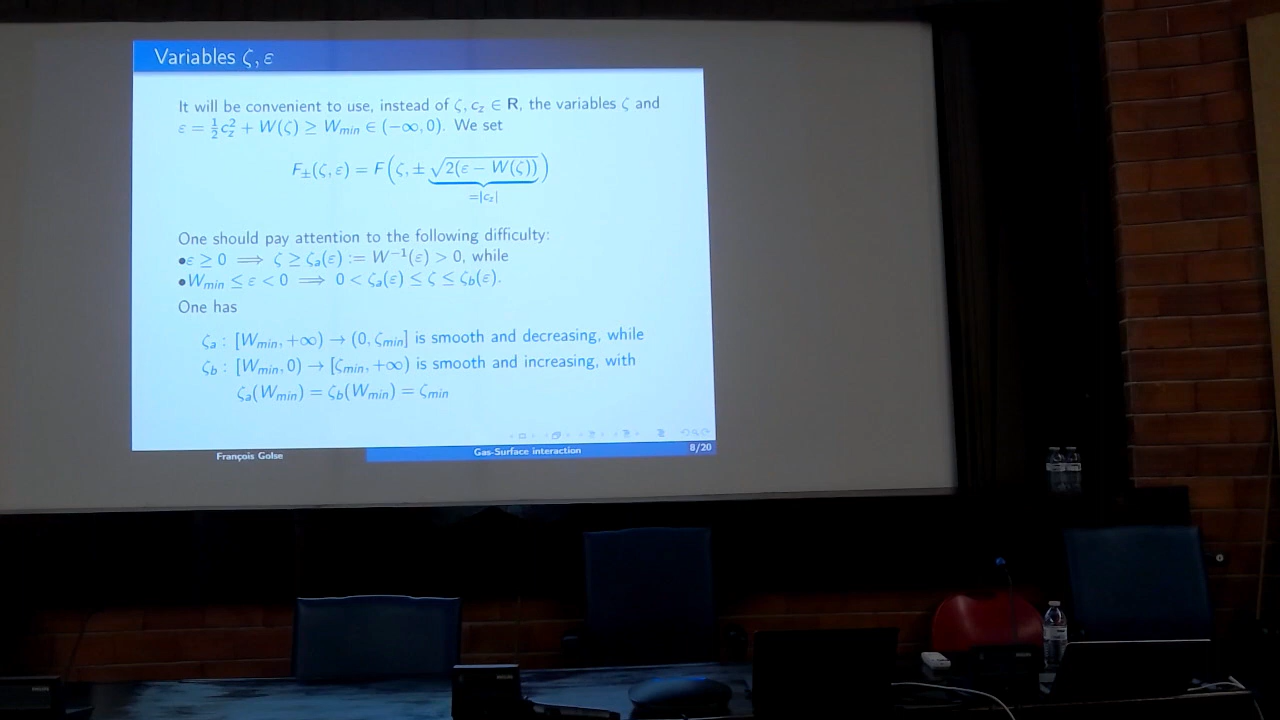 Variables ζ, ε
It will be convenient to use, instead of ζ, c_z ∈ R, the variables ζ and
ε = ½c_z² + W(ζ) ≥ W_min ∈ (−∞, 0). We set
F_±(ζ, ε) = F(ζ, ± √(2(ε − W(ζ))))
=|c_z|
One should pay attention to the following difficulty:
•ε ≥ 0 ⟹ ζ ≥ ζ_a(ε) := W⁻¹(ε) > 0, while
•W_min ≤ ε < 0 ⟹ 0 < ζ_a(ε) ≤ ζ ≤ ζ_b(ε).
One has
ζ_a : [W_min, +∞) → (0, ζ_min] is smooth and decreasing, while
ζ_b : [W_min, 0) → [ζ_min, +∞) is smooth and increasing, with
ζ_a(W_min) = ζ_b(W_min) = ζ_min
François Golse Gas-Surface interaction 8/20